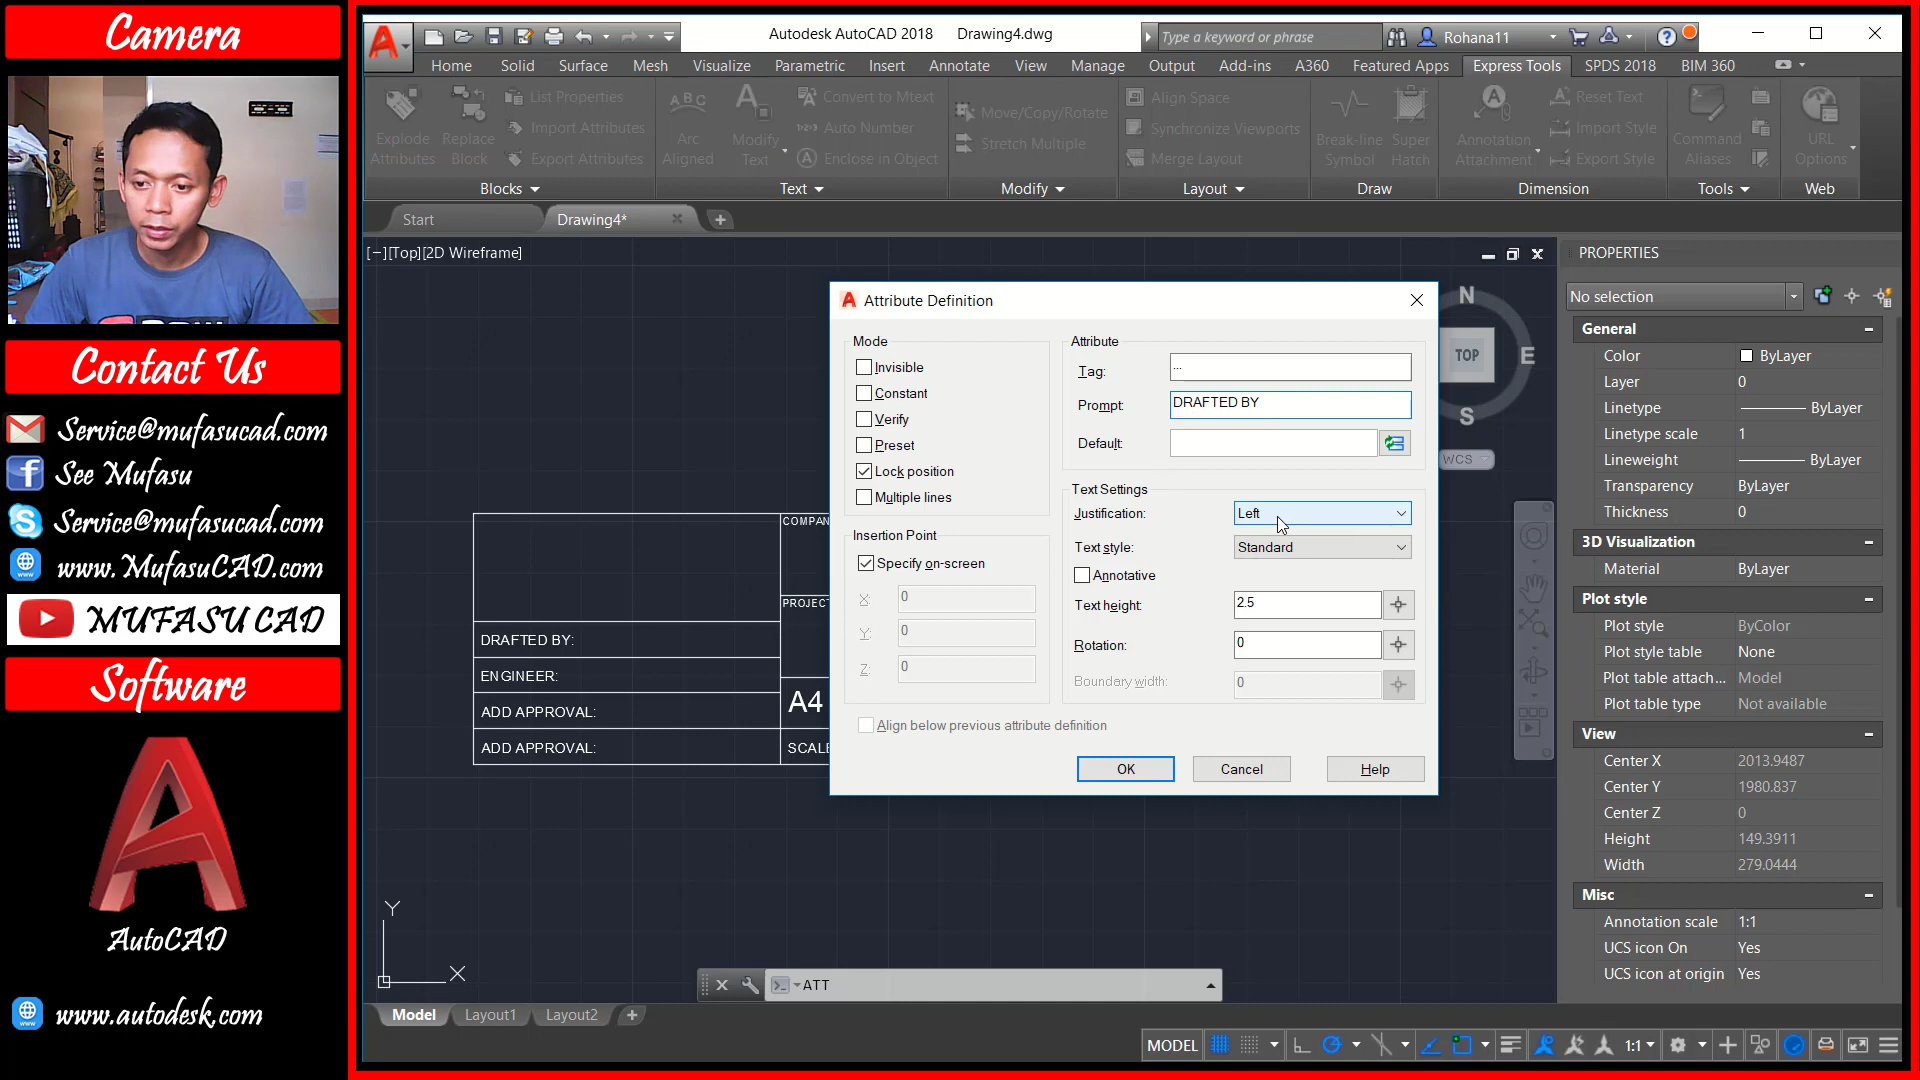 Camera
Contact Us
Service@mufasucad.com
See Mufasu
Service@mufasucad.com
www.MufasuCAD.com
MUFASU CAD
Software
AutoCAD
www.autodesk.com
Autodesk AutoCAD 2018 Drawing4.dwg
Type a keyword or phrase
Rohana11
Home Solid Surface Mesh Visualize Parametric Insert Annotate View Manage Output Add-ins A360 Featured Apps Express Tools SPDS 2018 BIM 360
Explode Attributes
Replace Block
List Properties
Import Attributes
Export Attributes
Blocks
ABC
Arc Aligned
Modify Text
Convert to Mtext
Auto Number
Enclose in Object
Text
Move/Copy/Rotate
Stretch Multiple
Modify
Align Space
Synchronize Viewports
Merge Layout
Layout
Break-line Symbol
Super Hatch
Draw
Annotation Attachment
Reset Text
Import Style
Export Style
Dimension
Command Aliases
Tools
URL Options
Web
Start Drawing4*
[−][Top][2D Wireframe]
DRAFTED BY:
ENGINEER:
ADD APPROVAL:
ADD APPROVAL:
COMPAN
PROJECT
A4
SCALE
Attribute Definition
Mode
Invisible
Constant
Verify
Preset
Lock position
Multiple lines
Insertion Point
Specify on-screen
X: 0
Y: 0
Z: 0
Align below previous attribute definition
Attribute
Tag: ...
Prompt: DRAFTED BY
Default:
Text Settings
Justification: Left
Text style: Standard
Annotative
Text height: 2.5
Rotation: 0
Boundary width: 0
OK Cancel Help
N
TOP E
S
WCS
Y
X
ATT
Model Layout1 Layout2
MODEL 1:1
PROPERTIES
No selection
General
Color ByLayer
Layer 0
Linetype ByLayer
Linetype scale 1
Lineweight ByLayer
Transparency ByLayer
Thickness 0
3D Visualization
Material ByLayer
Plot style
Plot style ByColor
Plot style table None
Plot table attach... Model
Plot table type Not available
View
Center X 2013.9487
Center Y 1980.837
Center Z 0
Height 149.3911
Width 279.0444
Misc
Annotation scale 1:1
UCS icon On Yes
UCS icon at origin Yes